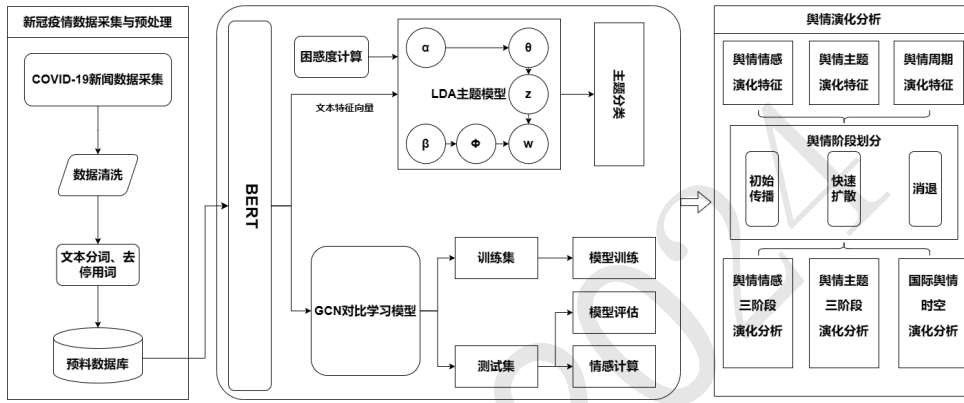 新冠疫情数据采集与预处理
COVID-19新闻数据采集
数据清洗
文本分词、去
停用词
预料数据库
BERT
困惑度计算
文本特征向量
α
θ
LDA主题模型
z
β
Φ
w
主题分类
GCN对比学习模型
训练集
模型训练
模型评估
测试集
情感计算
舆情演化分析
舆情情感
演化特征
舆情主题
演化特征
舆情周期
演化特征
舆情阶段划分
初始
传播
快速
扩散
消退
舆情情感
三阶段
演化分析
舆情主题
三阶段
演化分析
国际舆情
时空
演化分析
2024